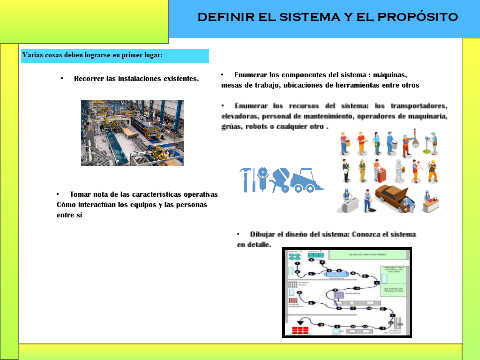 DEFINIR EL SISTEMA Y EL PROPÓSITO
Varias cosas deben lograrse en primer lugar:
• Recorrer las instalaciones existentes.
• Tomar nota de las características operativas
Cómo interactúan los equipos y las personas
entre sí
• Enumerar los componentes del sistema : máquinas,
mesas de trabajo, ubicaciones de herramientas entre otros
• Enumerar los recursos del sistema: los transportadores,
elevadoras, personal de mantenimiento, operadores de maquinaria,
grúas, robots o cualquier otro .
• Dibujar el diseño del sistema: Conozca el sistema
en detalle.